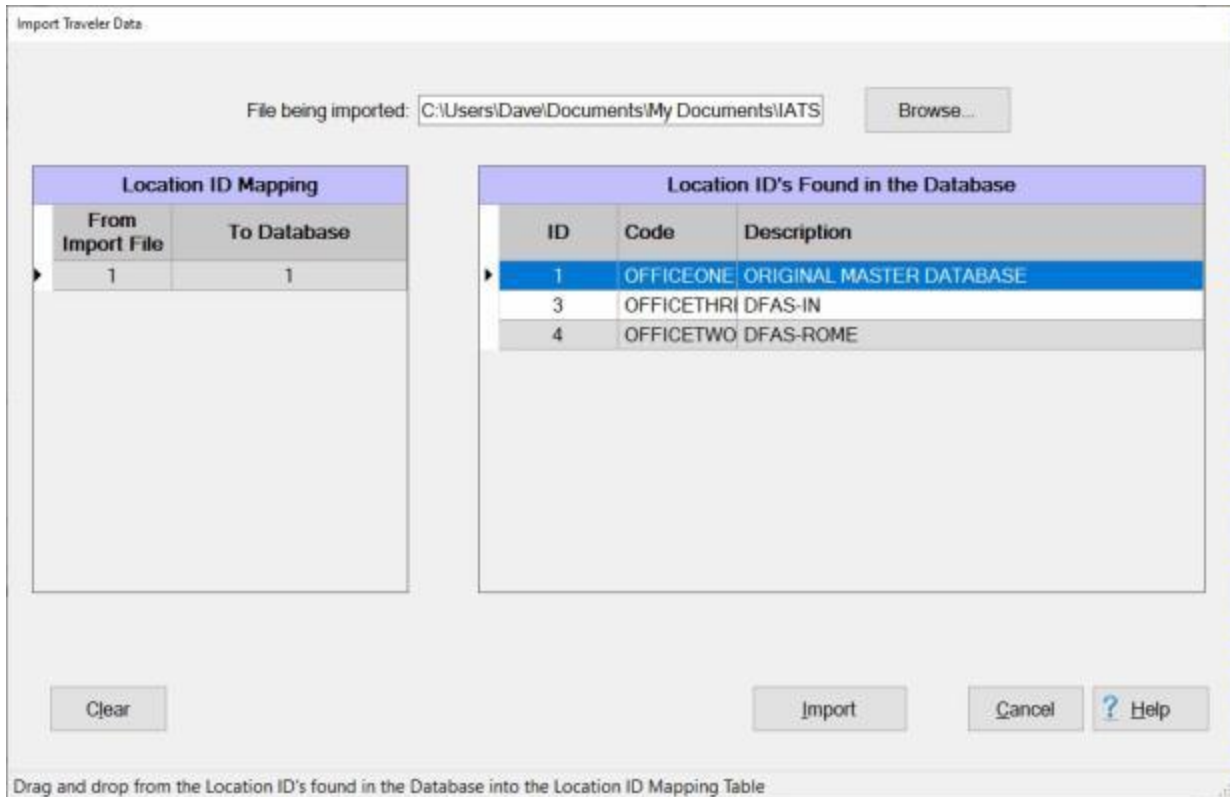 Import Traveler Data
File being imported: C:\Users\Dave\Documents\My Documents\IATS Browse...
Location ID Mapping
From Import File To Database
1 1
Location ID's Found in the Database
ID Code Description
1 OFFICEONE ORIGINAL MASTER DATABASE
3 OFFICETHRI DFAS-IN
4 OFFICETWO DFAS-ROME
Clear Import Cancel ? Help
Drag and drop from the Location ID's found in the Database into the Location ID Mapping Table